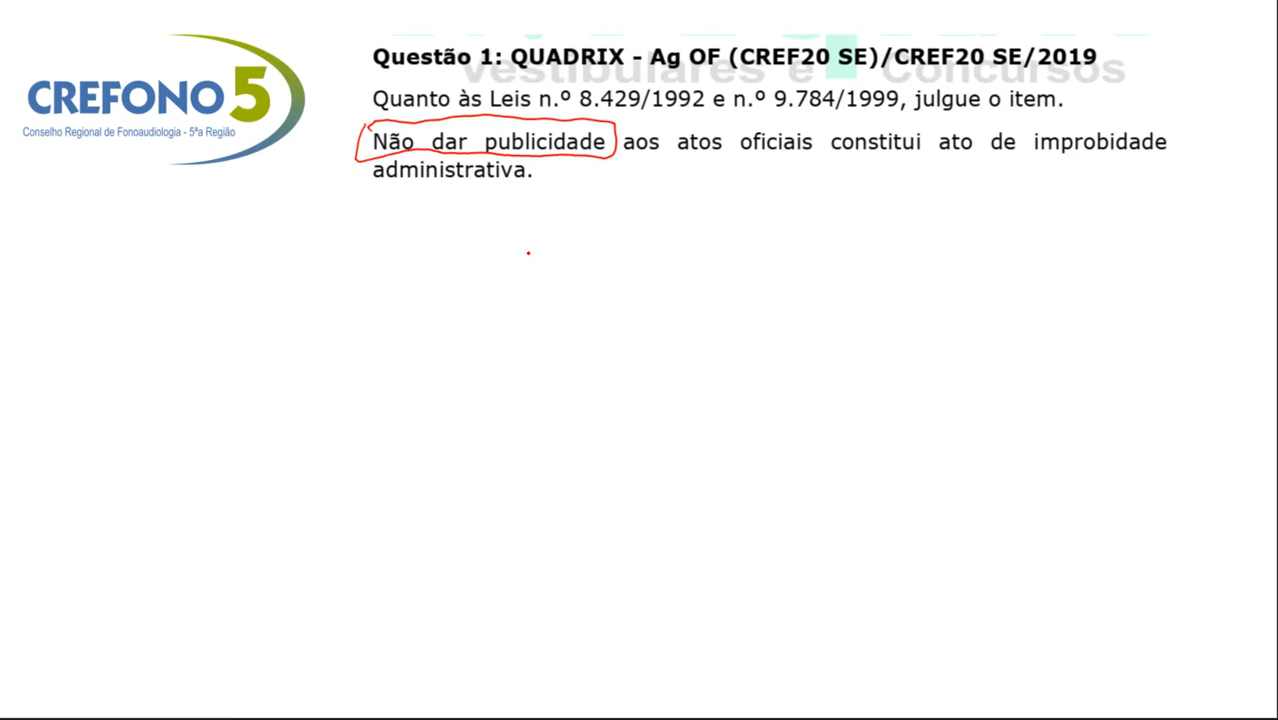 CREFONO 5
Conselho Regional de Fonoaudiologia - 5ª Região
Questão 1: QUADRIX - Ag OF (CREF20 SE)/CREF20 SE/2019
Vestibulares e Concursos
Quanto às Leis n.º 8.429/1992 e n.º 9.784/1999, julgue o item.
Não dar publicidade aos atos oficiais constitui ato de improbidade
administrativa.